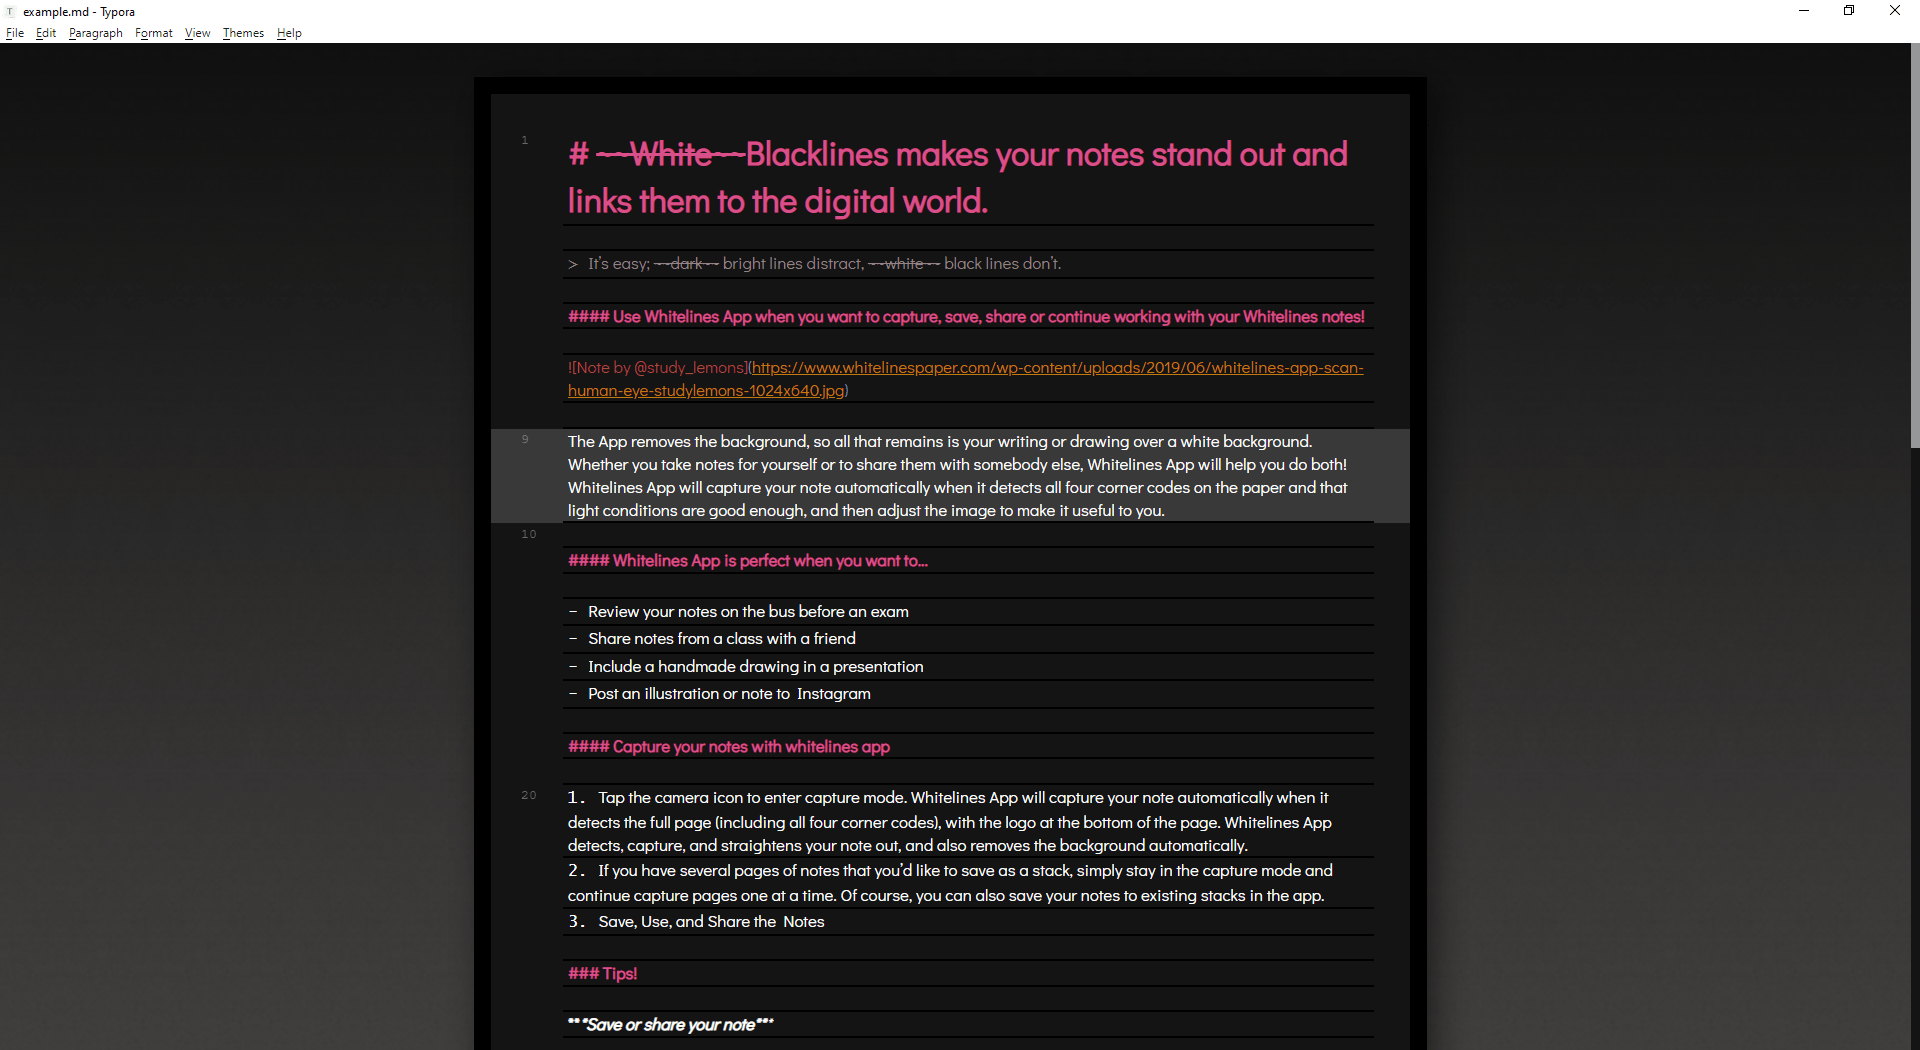 example.md - Typora
File Edit Paragraph Format View Themes Help
1
# ~~White~~Blacklines makes your notes stand out and
links them to the digital world.
> It's easy; ~~dark~~ bright lines distract, ~~white~~ black lines don't.
#### Use Whitelines App when you want to capture, save, share or continue working with your Whitelines notes!
![Note by @study_lemons](https://www.whitelinespaper.com/wp-content/uploads/2019/06/whitelines-app-scan-
human-eye-studylemons-1024x640.jpg)
9 The App removes the background, so all that remains is your writing or drawing over a white background.
Whether you take notes for yourself or to share them with somebody else, Whitelines App will help you do both!
Whitelines App will capture your note automatically when it detects all four corner codes on the paper and that
light conditions are good enough, and then adjust the image to make it useful to you.
10
#### Whitelines App is perfect when you want to...
- Review your notes on the bus before an exam
- Share notes from a class with a friend
- Include a handmade drawing in a presentation
- Post an illustration or note to Instagram
#### Capture your notes with whitelines app
20 1. Tap the camera icon to enter capture mode. Whitelines App will capture your note automatically when it
detects the full page (including all four corner codes), with the logo at the bottom of the page. Whitelines App
detects, capture, and straightens your note out, and also removes the background automatically.
2. If you have several pages of notes that you'd like to save as a stack, simply stay in the capture mode and
continue capture pages one at a time. Of course, you can also save your notes to existing stacks in the app.
3. Save, Use, and Share the Notes
### Tips!
***Save or share your note***